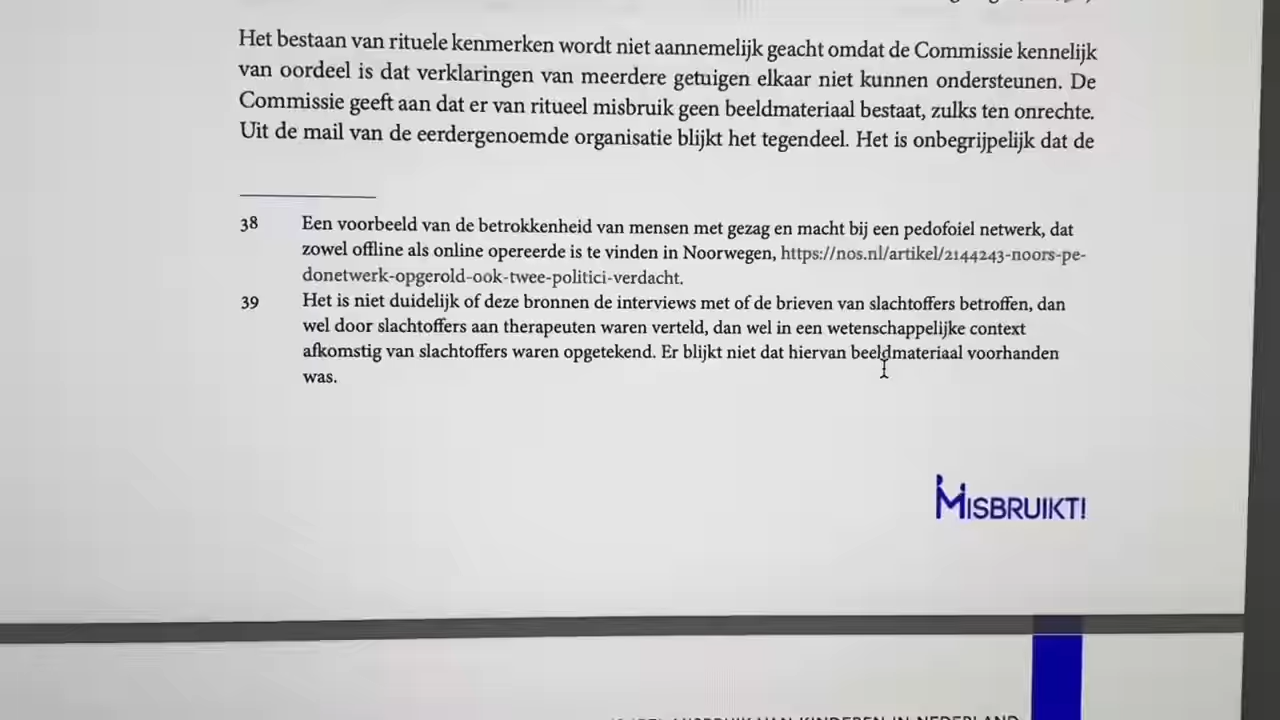 Het bestaan van rituele kenmerken wordt niet aannemelijk geacht omdat de Commissie kennelijk
van oordeel is dat verklaringen van meerdere getuigen elkaar niet kunnen ondersteunen. De
Commissie geeft aan dat er van ritueel misbruik geen beeldmateriaal bestaat, zulks ten onrechte.
Uit de mail van de eerdergenoemde organisatie blijkt het tegendeel. Het is onbegrijpelijk dat de
38 Een voorbeeld van de betrokkenheid van mensen met gezag en macht bij een pedofoiel netwerk, dat
zowel offline als online opereerde is te vinden in Noorwegen, https://nos.nl/artikel/2144243-noors-pe-
donetwerk-opgerold-ook-twee-politici-verdacht.
39 Het is niet duidelijk of deze bronnen de interviews met of de brieven van slachtoffers betroffen, dan
wel door slachtoffers aan therapeuten waren verteld, dan wel in een wetenschappelijke context
afkomstig van slachtoffers waren opgetekend. Er blijkt niet dat hiervan beeldmateriaal voorhanden
was.
MISBRUIKT!
VAN KINDEREN IN NEDERLAND